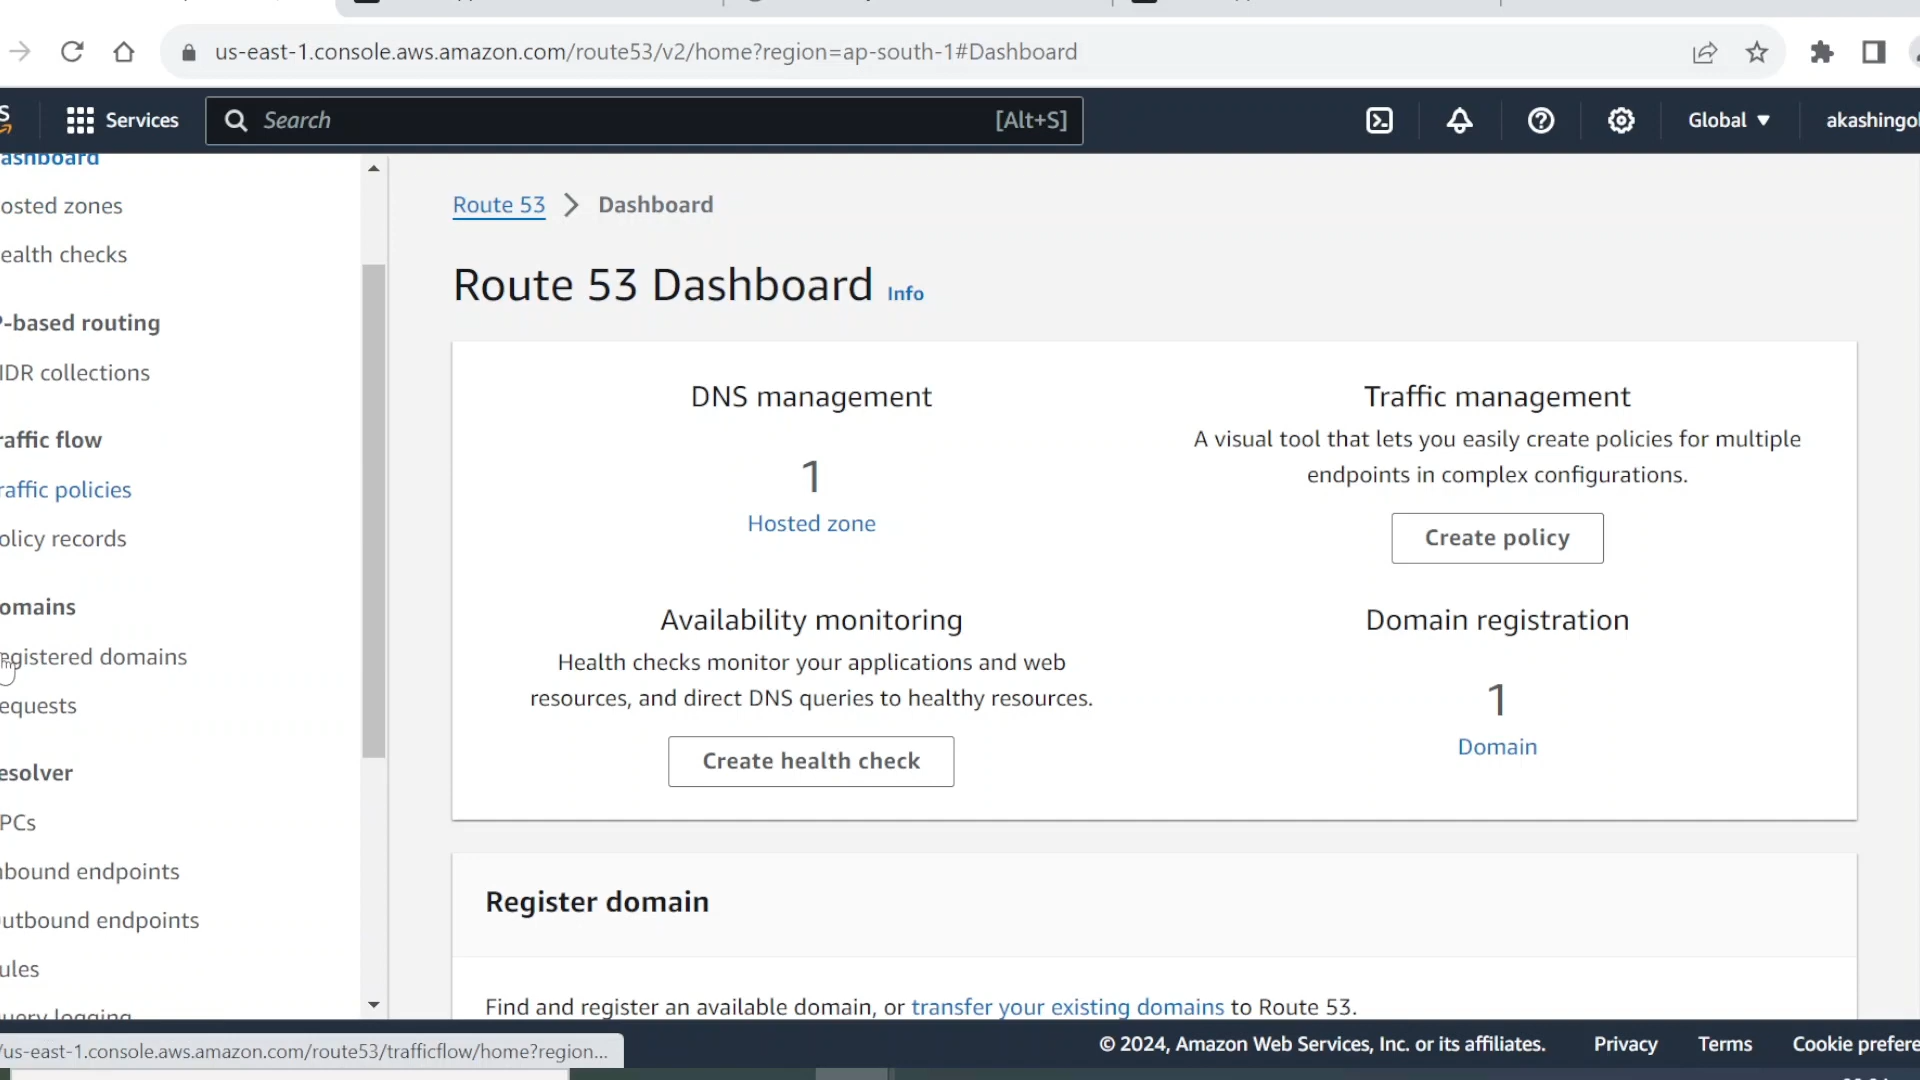 us-east-1.console.aws.amazon.com/route53/v2/home?region=ap-south-1#Dashboard
Services
Search
[Alt+S]
Global
akashingol
ashboard
osted zones
ealth checks
P-based routing
IDR collections
raffic flow
raffic policies
olicy records
omains
egistered domains
equests
esolver
PCs
nbound endpoints
utbound endpoints
ules
uery logging
Route 53 > Dashboard
Route 53 Dashboard Info
DNS management
1
Hosted zone
Traffic management
A visual tool that lets you easily create policies for multiple
endpoints in complex configurations.
Create policy
Availability monitoring
Health checks monitor your applications and web
resources, and direct DNS queries to healthy resources.
Create health check
Domain registration
1
Domain
Register domain
Find and register an available domain, or transfer your existing domains to Route 53.
/us-east-1.console.aws.amazon.com/route53/trafficflow/home?region...
© 2024, Amazon Web Services, Inc. or its affiliates.
Privacy
Terms
Cookie prefere